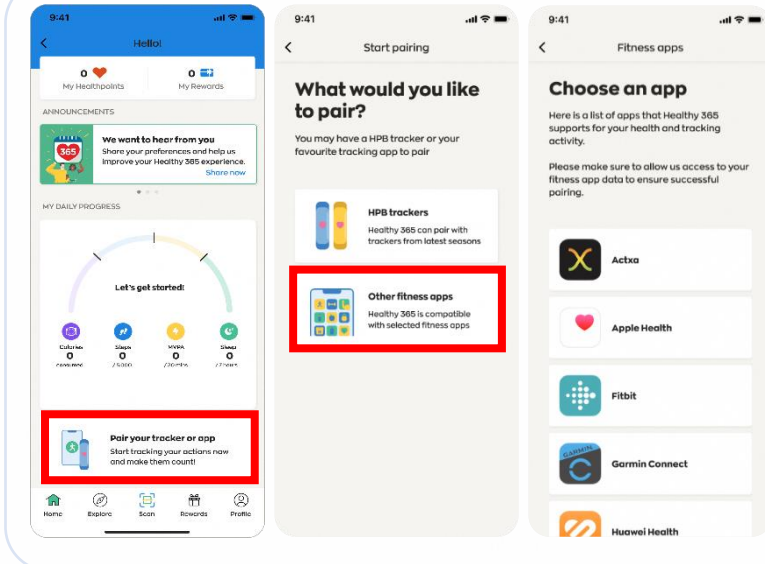 9:41
Hello!
0
0
My Healthpoints
My Rewards
ANNOUNCEMENTS
365
We want to hear from you
Share your preferences and help us
improve your Healthy 365 experience.
Share now
MY DAILY PROGRESS
Let's get started!
Calories
0
consumed
Steps
0
/ 5,000
MVPA
0
/ 20 mins
Sleep
0
/ 7 hours
Pair your tracker or app
Start tracking your actions now
and make them count!
Home
Explore
Scan
Rewards
Profile
9:41
Start pairing
What would you like
to pair?
You may have a HPB tracker or your
favourite tracking app to pair
HPB trackers
Healthy 365 can pair with
trackers from latest seasons
Other fitness apps
Healthy 365 is compatible
with selected fitness apps
9:41
Fitness apps
Choose an app
Here is a list of apps that Healthy 365
supports for your health and tracking
activity.
Please make sure to allow us access to your
fitness app data to ensure successful
pairing.
Actxa
Apple Health
Fitbit
GARMIN
Garmin Connect
Huawei Health